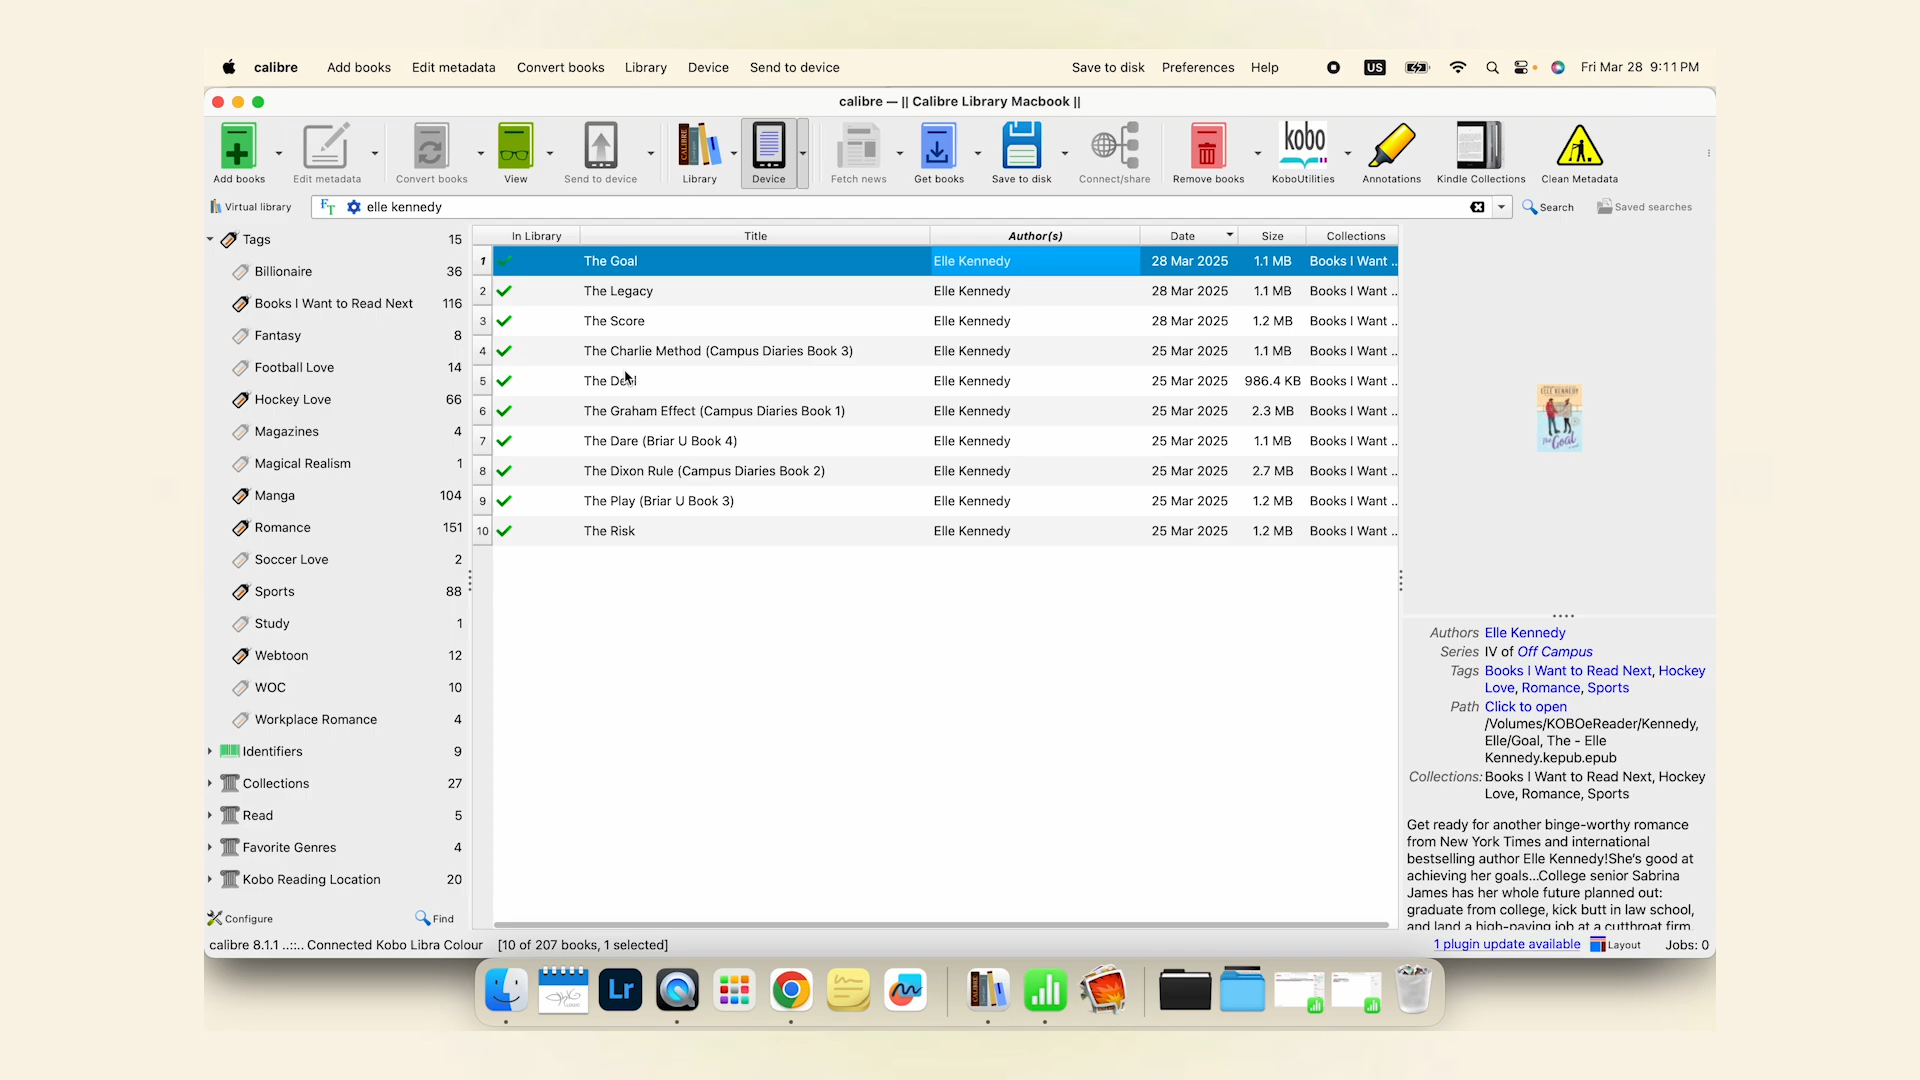 calibre Add books Edit metadata Convert books Library Device Send to device Save to disk Preferences Help US Fri Mar 28 9:11 PM
calibre — || Calibre Library Macbook ||
CALIBRE kobo
Add books Edit metadata Convert books View Send to device Library Device Fetch news Get books Save to disk Connect/share Remove books KoboUtilities Annotations Kindle Collections Clean Metadata
Virtual library FT elle kennedy Search Saved searches
In Library Title Author(s) Date Size Collections
Tags 15
Billionaire 36
Books I Want to Read Next 116
Fantasy 8
Football Love 14
Hockey Love 66
Magazines 4
Magical Realism 1
Manga 104
Romance 151
Soccer Love 2
Sports 88
Study 1
Webtoon 12
WOC 10
Workplace Romance 4
Identifiers 9
Collections 27
Read 5
Favorite Genres 4
Kobo Reading Location 20
Configure Find
1 The Goal Elle Kennedy 28 Mar 2025 1.1 MB Books I Want ..
2 The Legacy Elle Kennedy 28 Mar 2025 1.1 MB Books I Want ..
3 The Score Elle Kennedy 28 Mar 2025 1.2 MB Books I Want ..
4 The Charlie Method (Campus Diaries Book 3) Elle Kennedy 25 Mar 2025 1.1 MB Books I Want ..
5 The Deal Elle Kennedy 25 Mar 2025 986.4 KB Books I Want ..
6 The Graham Effect (Campus Diaries Book 1) Elle Kennedy 25 Mar 2025 2.3 MB Books I Want ..
7 The Dare (Briar U Book 4) Elle Kennedy 25 Mar 2025 1.1 MB Books I Want ..
8 The Dixon Rule (Campus Diaries Book 2) Elle Kennedy 25 Mar 2025 2.7 MB Books I Want ..
9 The Play (Briar U Book 3) Elle Kennedy 25 Mar 2025 1.2 MB Books I Want ..
10 The Risk Elle Kennedy 25 Mar 2025 1.2 MB Books I Want ..
ELLE KENNEDY
The Goal
Authors Elle Kennedy
Series IV of Off Campus
Tags Books I Want to Read Next, Hockey
Love, Romance, Sports
Path Click to open
/Volumes/KOBOeReader/Kennedy,
Elle/Goal, The - Elle
Kennedy.kepub.epub
Collections: Books I Want to Read Next, Hockey
Love, Romance, Sports
Get ready for another binge-worthy romance
from New York Times and international
bestselling author Elle Kennedy!She's good at
achieving her goals...College senior Sabrina
James has her whole future planned out:
graduate from college, kick butt in law school,
and land a high-paying job at a cutthroat firm.
calibre 8.1.1 ..::.. Connected Kobo Libra Colour [10 of 207 books, 1 selected] 1 plugin update available Layout Jobs: 0
Lr